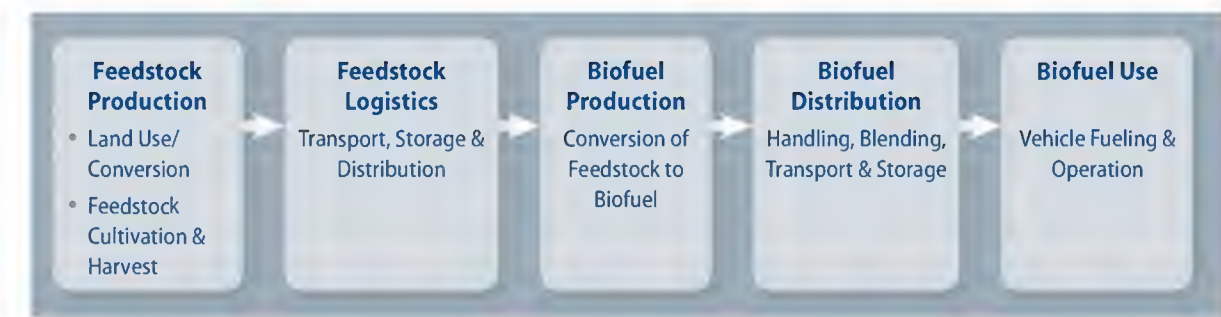 Feedstock
Production
• Land Use/
Conversion
• Feedstock
Cultivation &
Harvest
Feedstock
Logistics
Transport, Storage &
Distribution
Biofuel
Production
Conversion of
Feedstock to
Biofuel
Biofuel
Distribution
Handling, Blending,
Transport & Storage
Biofuel Use
Vehicle Fueling &
Operation